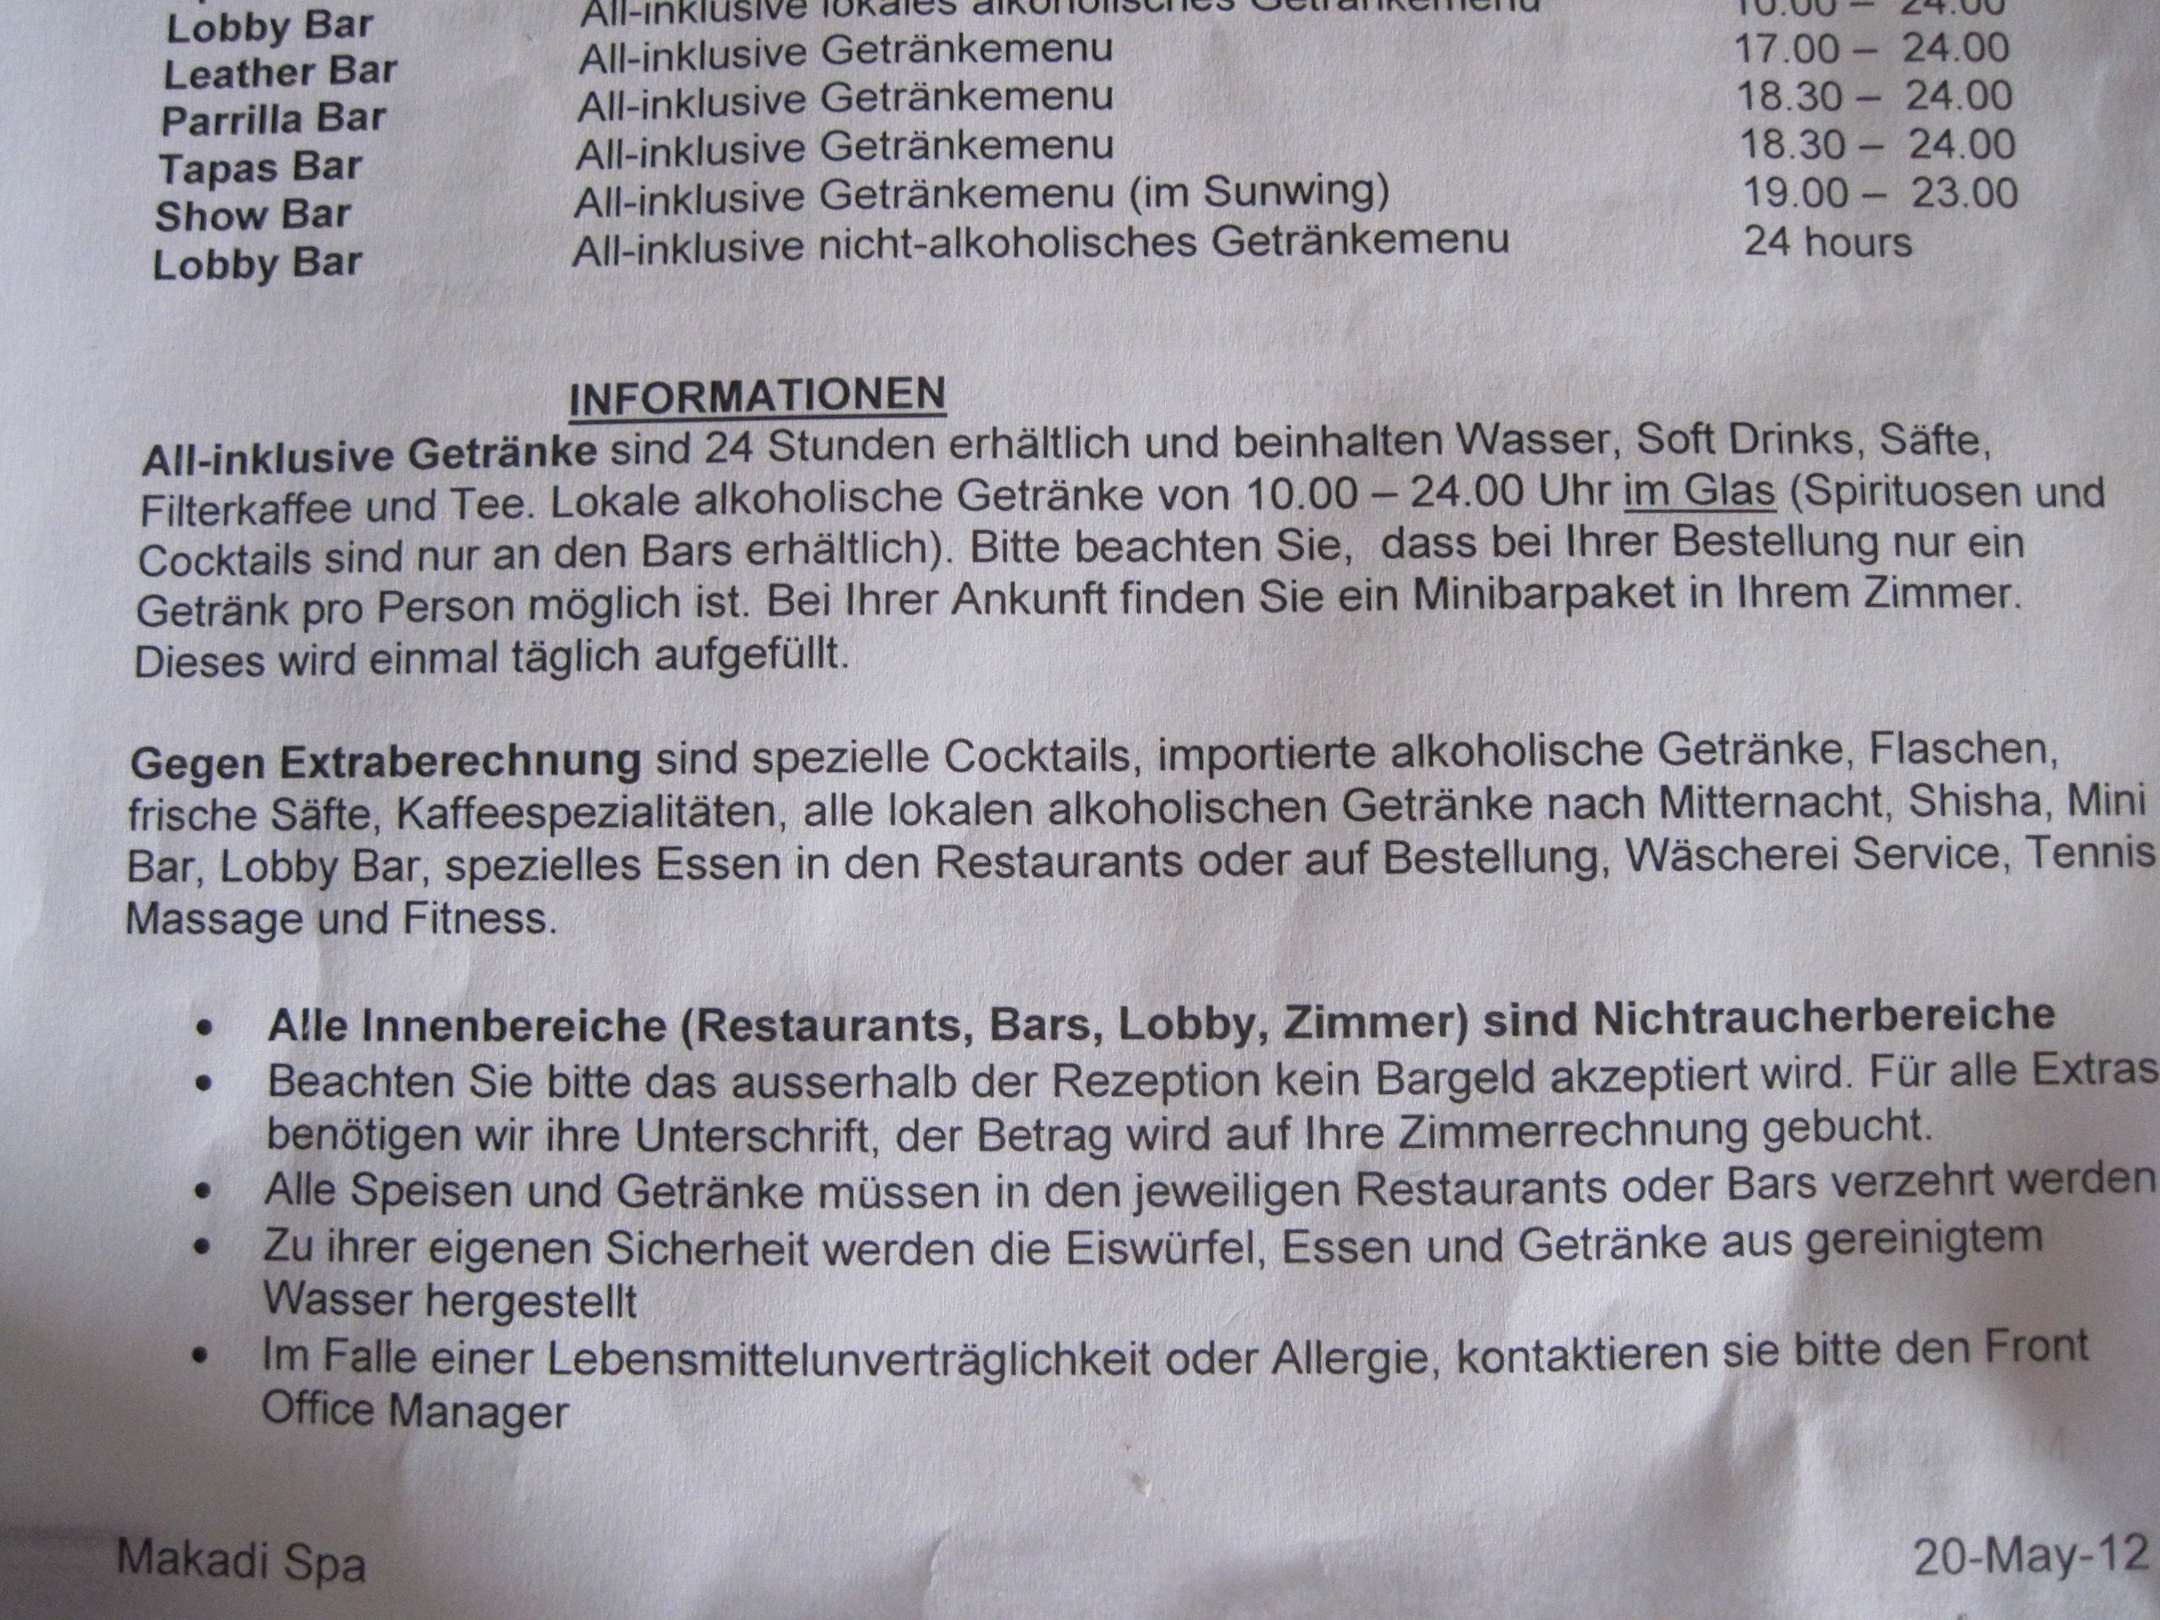 Lobby Bar All-inklusive lokales alkoholisches Getränkemenu 10.00 – 24.00
Leather Bar All-inklusive Getränkemenu 17.00 – 24.00
Parrilla Bar All-inklusive Getränkemenu 18.30 – 24.00
Tapas Bar All-inklusive Getränkemenu 18.30 – 24.00
Show Bar All-inklusive Getränkemenu (im Sunwing) 19.00 – 23.00
Lobby Bar All-inklusive nicht-alkoholisches Getränkemenu 24 hours
INFORMATIONEN
All-inklusive Getränke sind 24 Stunden erhältlich und beinhalten Wasser, Soft Drinks, Säfte,
Filterkaffee und Tee. Lokale alkoholische Getränke von 10.00 – 24.00 Uhr im Glas (Spirituosen und
Cocktails sind nur an den Bars erhältlich). Bitte beachten Sie, dass bei Ihrer Bestellung nur ein
Getränk pro Person möglich ist. Bei Ihrer Ankunft finden Sie ein Minibarpaket in Ihrem Zimmer.
Dieses wird einmal täglich aufgefüllt.
Gegen Extraberechnung sind spezielle Cocktails, importierte alkoholische Getränke, Flaschen,
frische Säfte, Kaffeespezialitäten, alle lokalen alkoholischen Getränke nach Mitternacht, Shisha, Mini
Bar, Lobby Bar, spezielles Essen in den Restaurants oder auf Bestellung, Wäscherei Service, Tennis
Massage und Fitness.
• Alle Innenbereiche (Restaurants, Bars, Lobby, Zimmer) sind Nichtraucherbereiche
• Beachten Sie bitte das ausserhalb der Rezeption kein Bargeld akzeptiert wird. Für alle Extras
benötigen wir ihre Unterschrift, der Betrag wird auf Ihre Zimmerrechnung gebucht.
• Alle Speisen und Getränke müssen in den jeweiligen Restaurants oder Bars verzehrt werden
• Zu ihrer eigenen Sicherheit werden die Eiswürfel, Essen und Getränke aus gereinigtem
Wasser hergestellt
• Im Falle einer Lebensmittelunverträglichkeit oder Allergie, kontaktieren sie bitte den Front
Office Manager
Makadi Spa 20-May-12